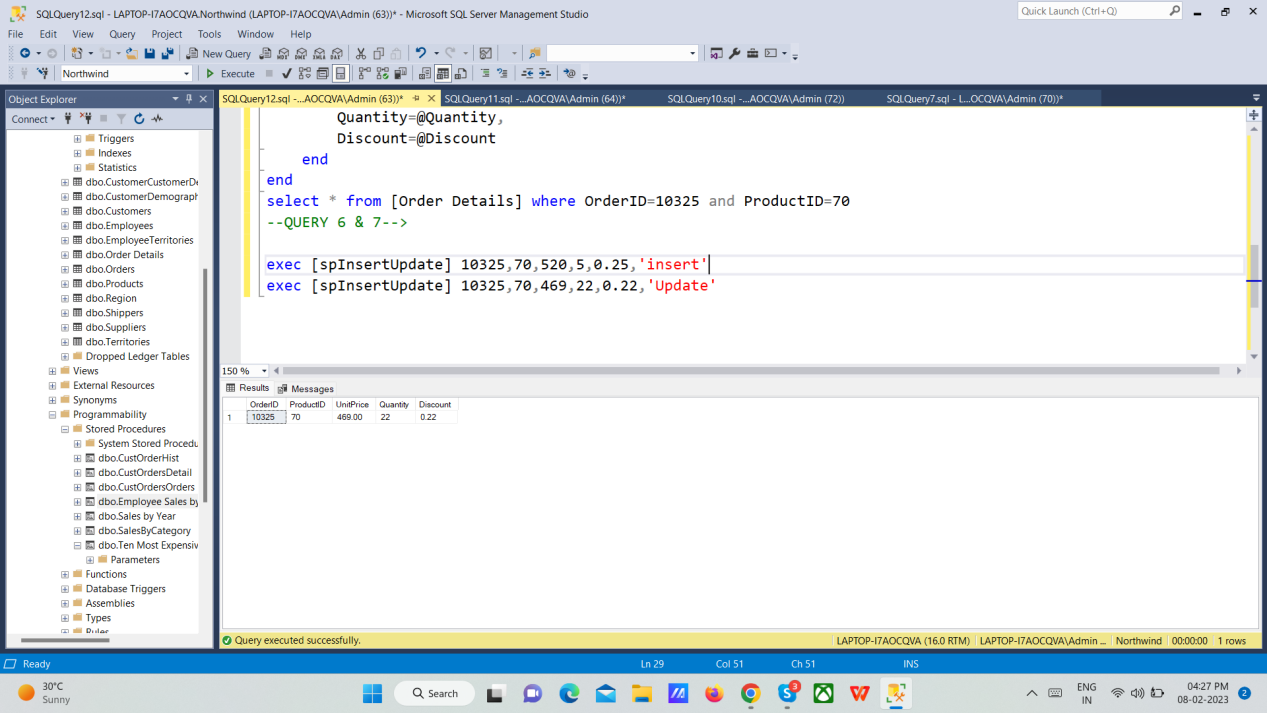 SQLQuery12.sql - LAPTOP-I7AOCQVA.Northwind (LAPTOP-I7AOCQVA\Admin (63))* - Microsoft SQL Server Management Studio
Quick Launch (Ctrl+Q)
File Edit View Query Project Tools Window Help
New Query
Northwind
Execute
Object Explorer
SQLQuery12.sql -...AOCQVA\Admin (63))*
SQLQuery11.sql -...AOCQVA\Admin (64))*
SQLQuery10.sql -...AOCQVA\Admin (72))
SQLQuery7.sql - L...OCQVA\Admin (70))*
Connect
Triggers
Indexes
Statistics
dbo.CustomerCustomerDe
dbo.CustomerDemograph
dbo.Customers
dbo.Employees
dbo.EmployeeTerritories
dbo.Order Details
dbo.Orders
dbo.Products
dbo.Region
dbo.Shippers
dbo.Suppliers
dbo.Territories
Dropped Ledger Tables
Views
External Resources
Synonyms
Programmability
Stored Procedures
System Stored Procedu
dbo.CustOrderHist
dbo.CustOrdersDetail
dbo.CustOrdersOrders
dbo.Employee Sales by
dbo.Sales by Year
dbo.SalesByCategory
dbo.Ten Most Expensiv
Parameters
Functions
Database Triggers
Assemblies
Types
Rules
Quantity=@Quantity,
Discount=@Discount
end
end
select * from [Order Details] where OrderID=10325 and ProductID=70
--QUERY 6 & 7-->
exec [spInsertUpdate] 10325,70,520,5,0.25,'insert'
exec [spInsertUpdate] 10325,70,469,22,0.22,'Update'
150 %
Results Messages
OrderID ProductID UnitPrice Quantity Discount
1 10325 70 469.00 22 0.22
Query executed successfully.
LAPTOP-I7AOCQVA (16.0 RTM) LAPTOP-I7AOCQVA\Admin ... Northwind 00:00:00 1 rows
Ready
Ln 29 Col 51 Ch 51 INS
30°C
Sunny
Search
3
ENG
IN
04:27 PM
08-02-2023
2